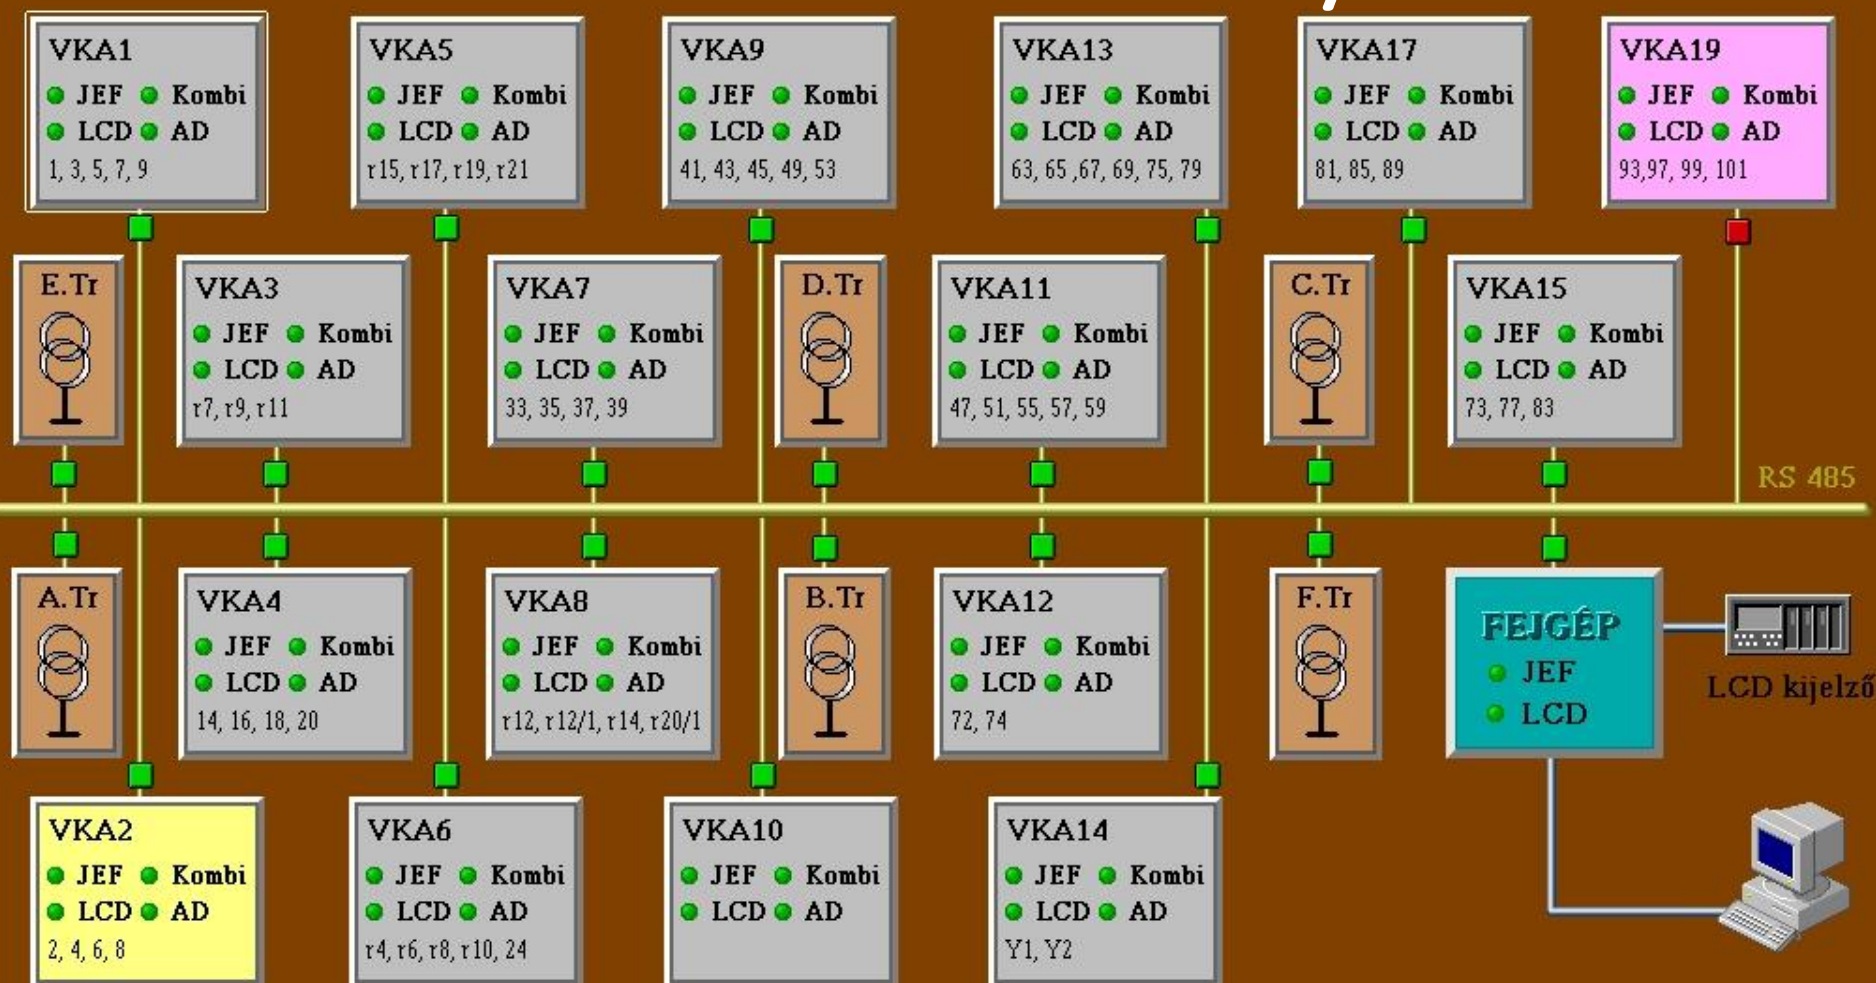 VKA1
JEF Kombi
LCD AD
1, 3, 5, 7, 9
VKA5
JEF Kombi
LCD AD
r15, r17, r19, r21
VKA9
JEF Kombi
LCD AD
41, 43, 45, 49, 53
VKA13
JEF Kombi
LCD AD
63, 65 ,67, 69, 75, 79
VKA17
JEF Kombi
LCD AD
81, 85, 89
VKA19
JEF Kombi
LCD AD
93,97, 99, 101
E.Tr
VKA3
JEF Kombi
LCD AD
r7, r9, r11
VKA7
JEF Kombi
LCD AD
33, 35, 37, 39
D.Tr
VKA11
JEF Kombi
LCD AD
47, 51, 55, 57, 59
C.Tr
VKA15
JEF Kombi
LCD AD
73, 77, 83
RS 485
A.Tr
VKA4
JEF Kombi
LCD AD
14, 16, 18, 20
VKA8
JEF Kombi
LCD AD
r12, r12/1, r14, r20/1
B.Tr
VKA12
JEF Kombi
LCD AD
72, 74
F.Tr
FEJGÉP
JEF
LCD
LCD kijelző
VKA2
JEF Kombi
LCD AD
2, 4, 6, 8
VKA6
JEF Kombi
LCD AD
r4, r6, r8, r10, 24
VKA10
JEF Kombi
LCD AD
VKA14
JEF Kombi
LCD AD
Y1, Y2